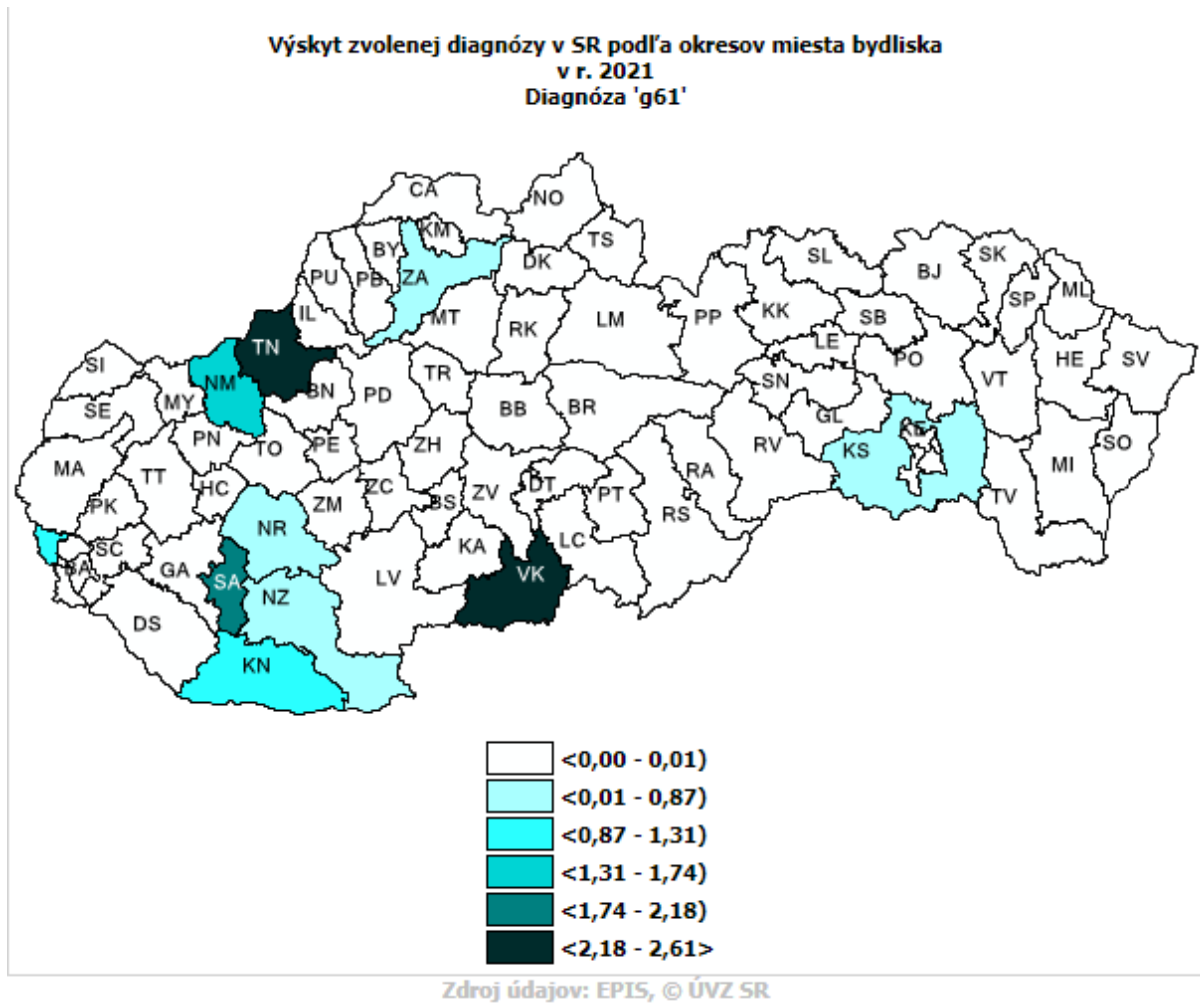 Výskyt zvolenej diagnózy v SR podľa okresov miesta bydliska
v r. 2021
Diagnóza 'g61'
CA
NO
KM
TS
BY
SL
SK
PU
PB
ZA
DK
BJ
ML
SP
IL
MT
RK
LM
PP
KK
SB
TN
LE
PO
HE
SV
SI
NM
BN
PD
TR
SN
VT
MY
BB
BR
GL
SE
PN
TO
PE
ZH
RV
KS
KE
SO
MA
TT
HC
ZM
ZC
BS
ZV
DT
PT
RA
MI
PK
NR
KA
LC
RS
TV
SC
BA
GA
SA
LV
VK
NZ
DS
KN
<0,00 - 0,01)
<0,01 - 0,87)
<0,87 - 1,31)
<1,31 - 1,74)
<1,74 - 2,18)
<2,18 - 2,61>
Zdroj údajov: EPIS, © ÚVZ SR